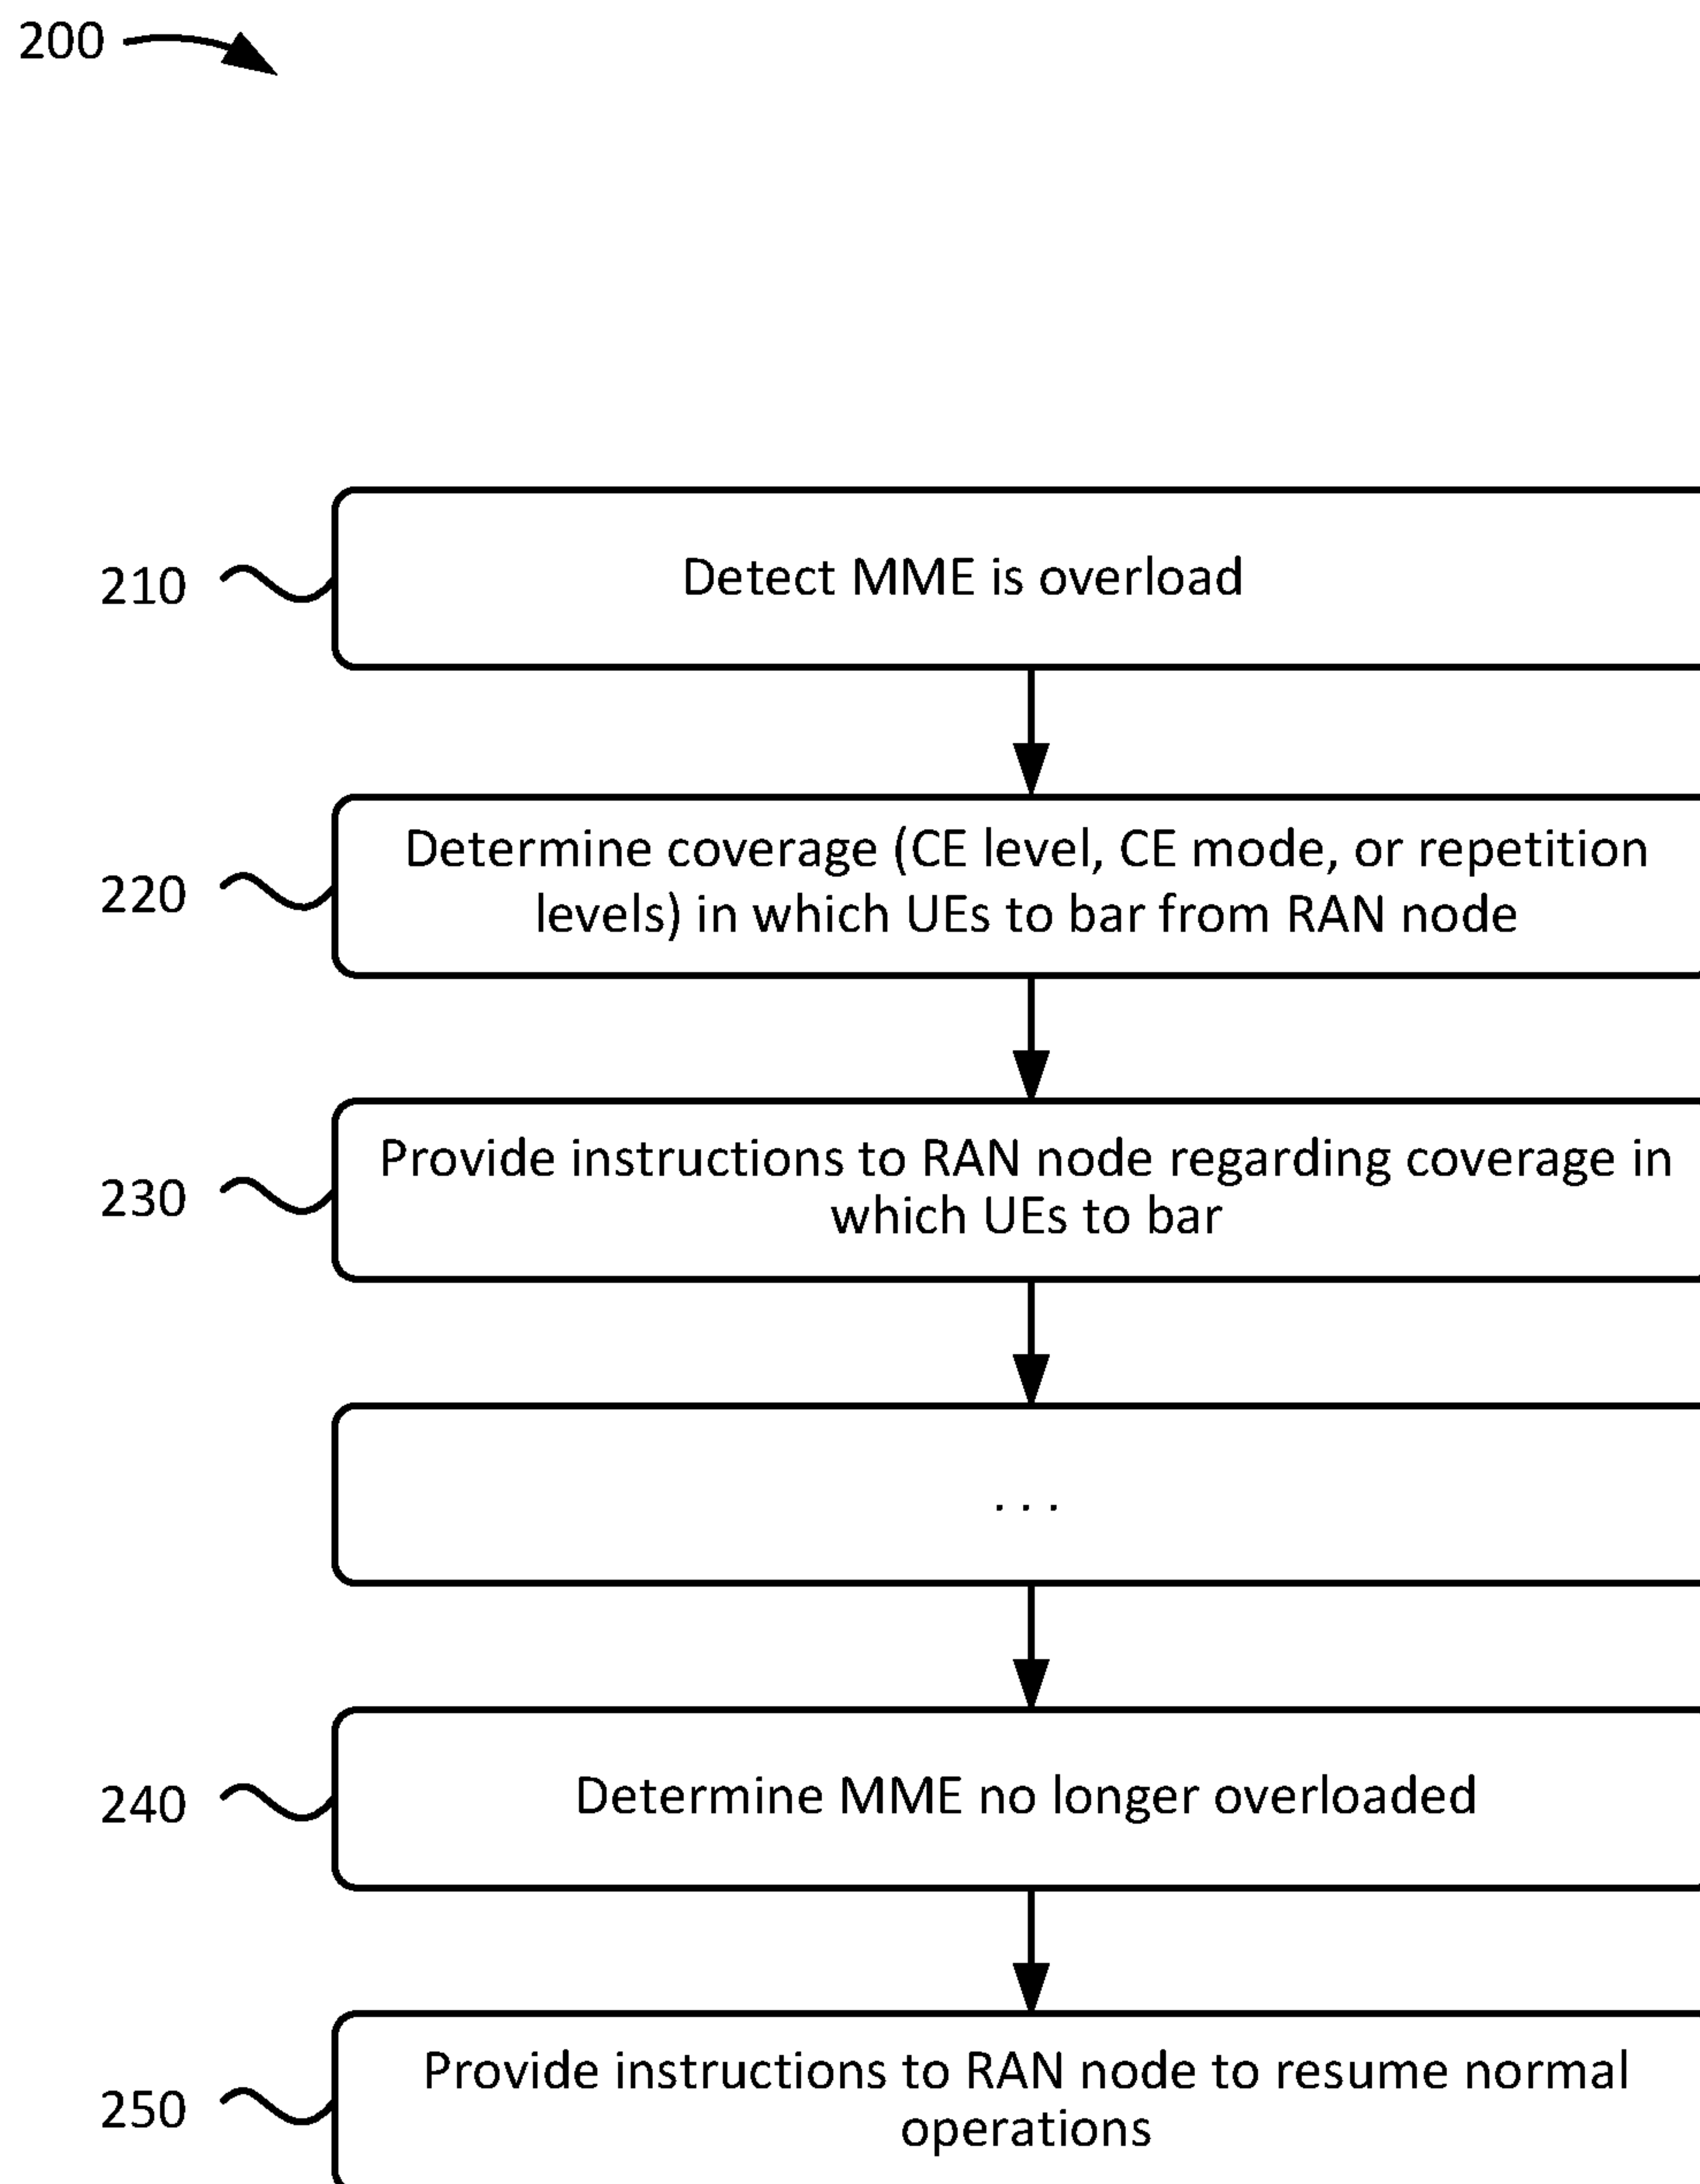 200
210
Detect MME is overload
220
Determine coverage (CE level, CE mode, or repetition
levels) in which UEs to bar from RAN node
230
Provide instructions to RAN node regarding coverage in
which UEs to bar
. . .
240
Determine MME no longer overloaded
250
Provide instructions to RAN node to resume normal
operations